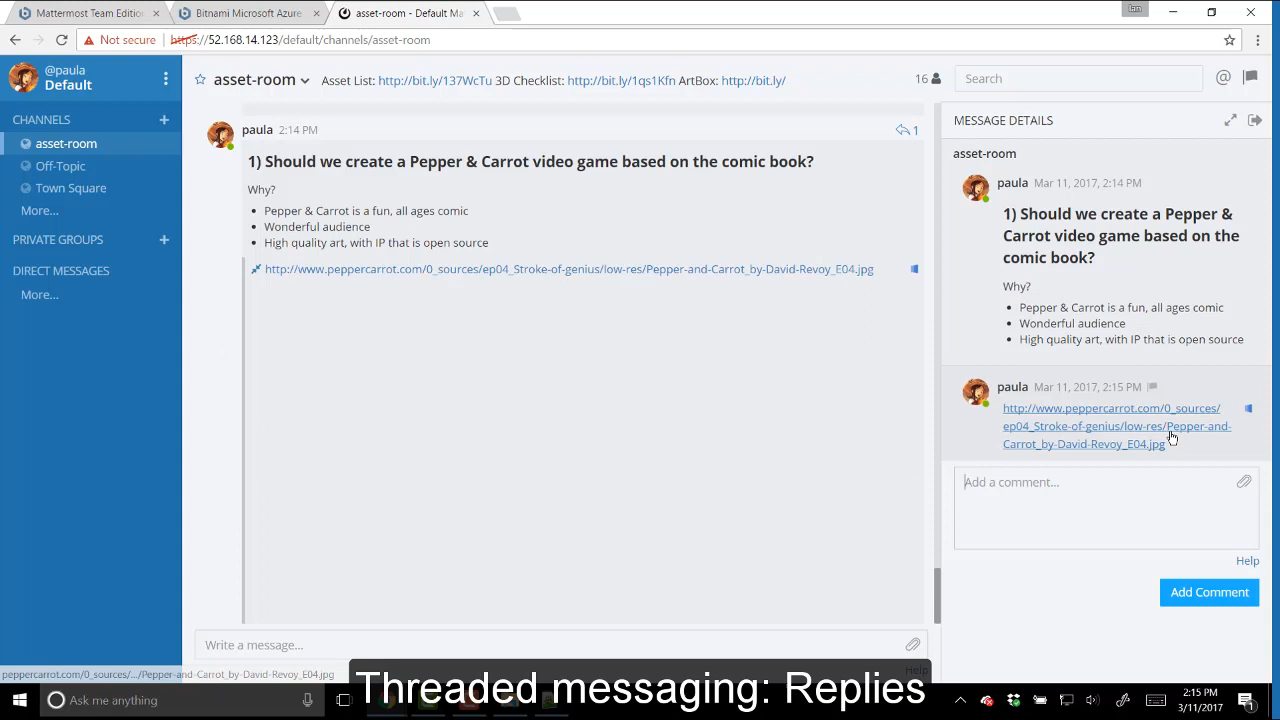 Mattermost Team Editio
Bitnami Microsoft Azure
asset-room - Default Ma
Ian
Not secure
https://52.168.14.123/default/channels/asset-room
@paula
Default
asset-room
Asset List: http://bit.ly/137WcTu 3D Checklist: http://bit.ly/1qs1Kfn ArtBox: http://bit.ly/
16
Search
@
CHANNELS
asset-room
Off-Topic
Town Square
More...
PRIVATE GROUPS
DIRECT MESSAGES
More...
paula 2:14 PM
1
1) Should we create a Pepper & Carrot video game based on the comic book?
Why?
• Pepper & Carrot is a fun, all ages comic
• Wonderful audience
• High quality art, with IP that is open source
http://www.peppercarrot.com/0_sources/ep04_Stroke-of-genius/low-res/Pepper-and-Carrot_by-David-Revoy_E04.jpg
Write a message...
Help
MESSAGE DETAILS
asset-room
paula Mar 11, 2017, 2:14 PM
1) Should we create a Pepper &
Carrot video game based on the
comic book?
Why?
• Pepper & Carrot is a fun, all ages comic
• Wonderful audience
• High quality art, with IP that is open source
paula Mar 11, 2017, 2:15 PM
http://www.peppercarrot.com/0_sources/
ep04_Stroke-of-genius/low-res/Pepper-and-
Carrot_by-David-Revoy_E04.jpg
Add a comment...
Help
Add Comment
peppercarrot.com/0_sources/.../Pepper-and-Carrot_by-David-Revoy_E04.jpg
Threaded messaging: Replies
Ask me anything
2:15 PM
3/11/2017
1